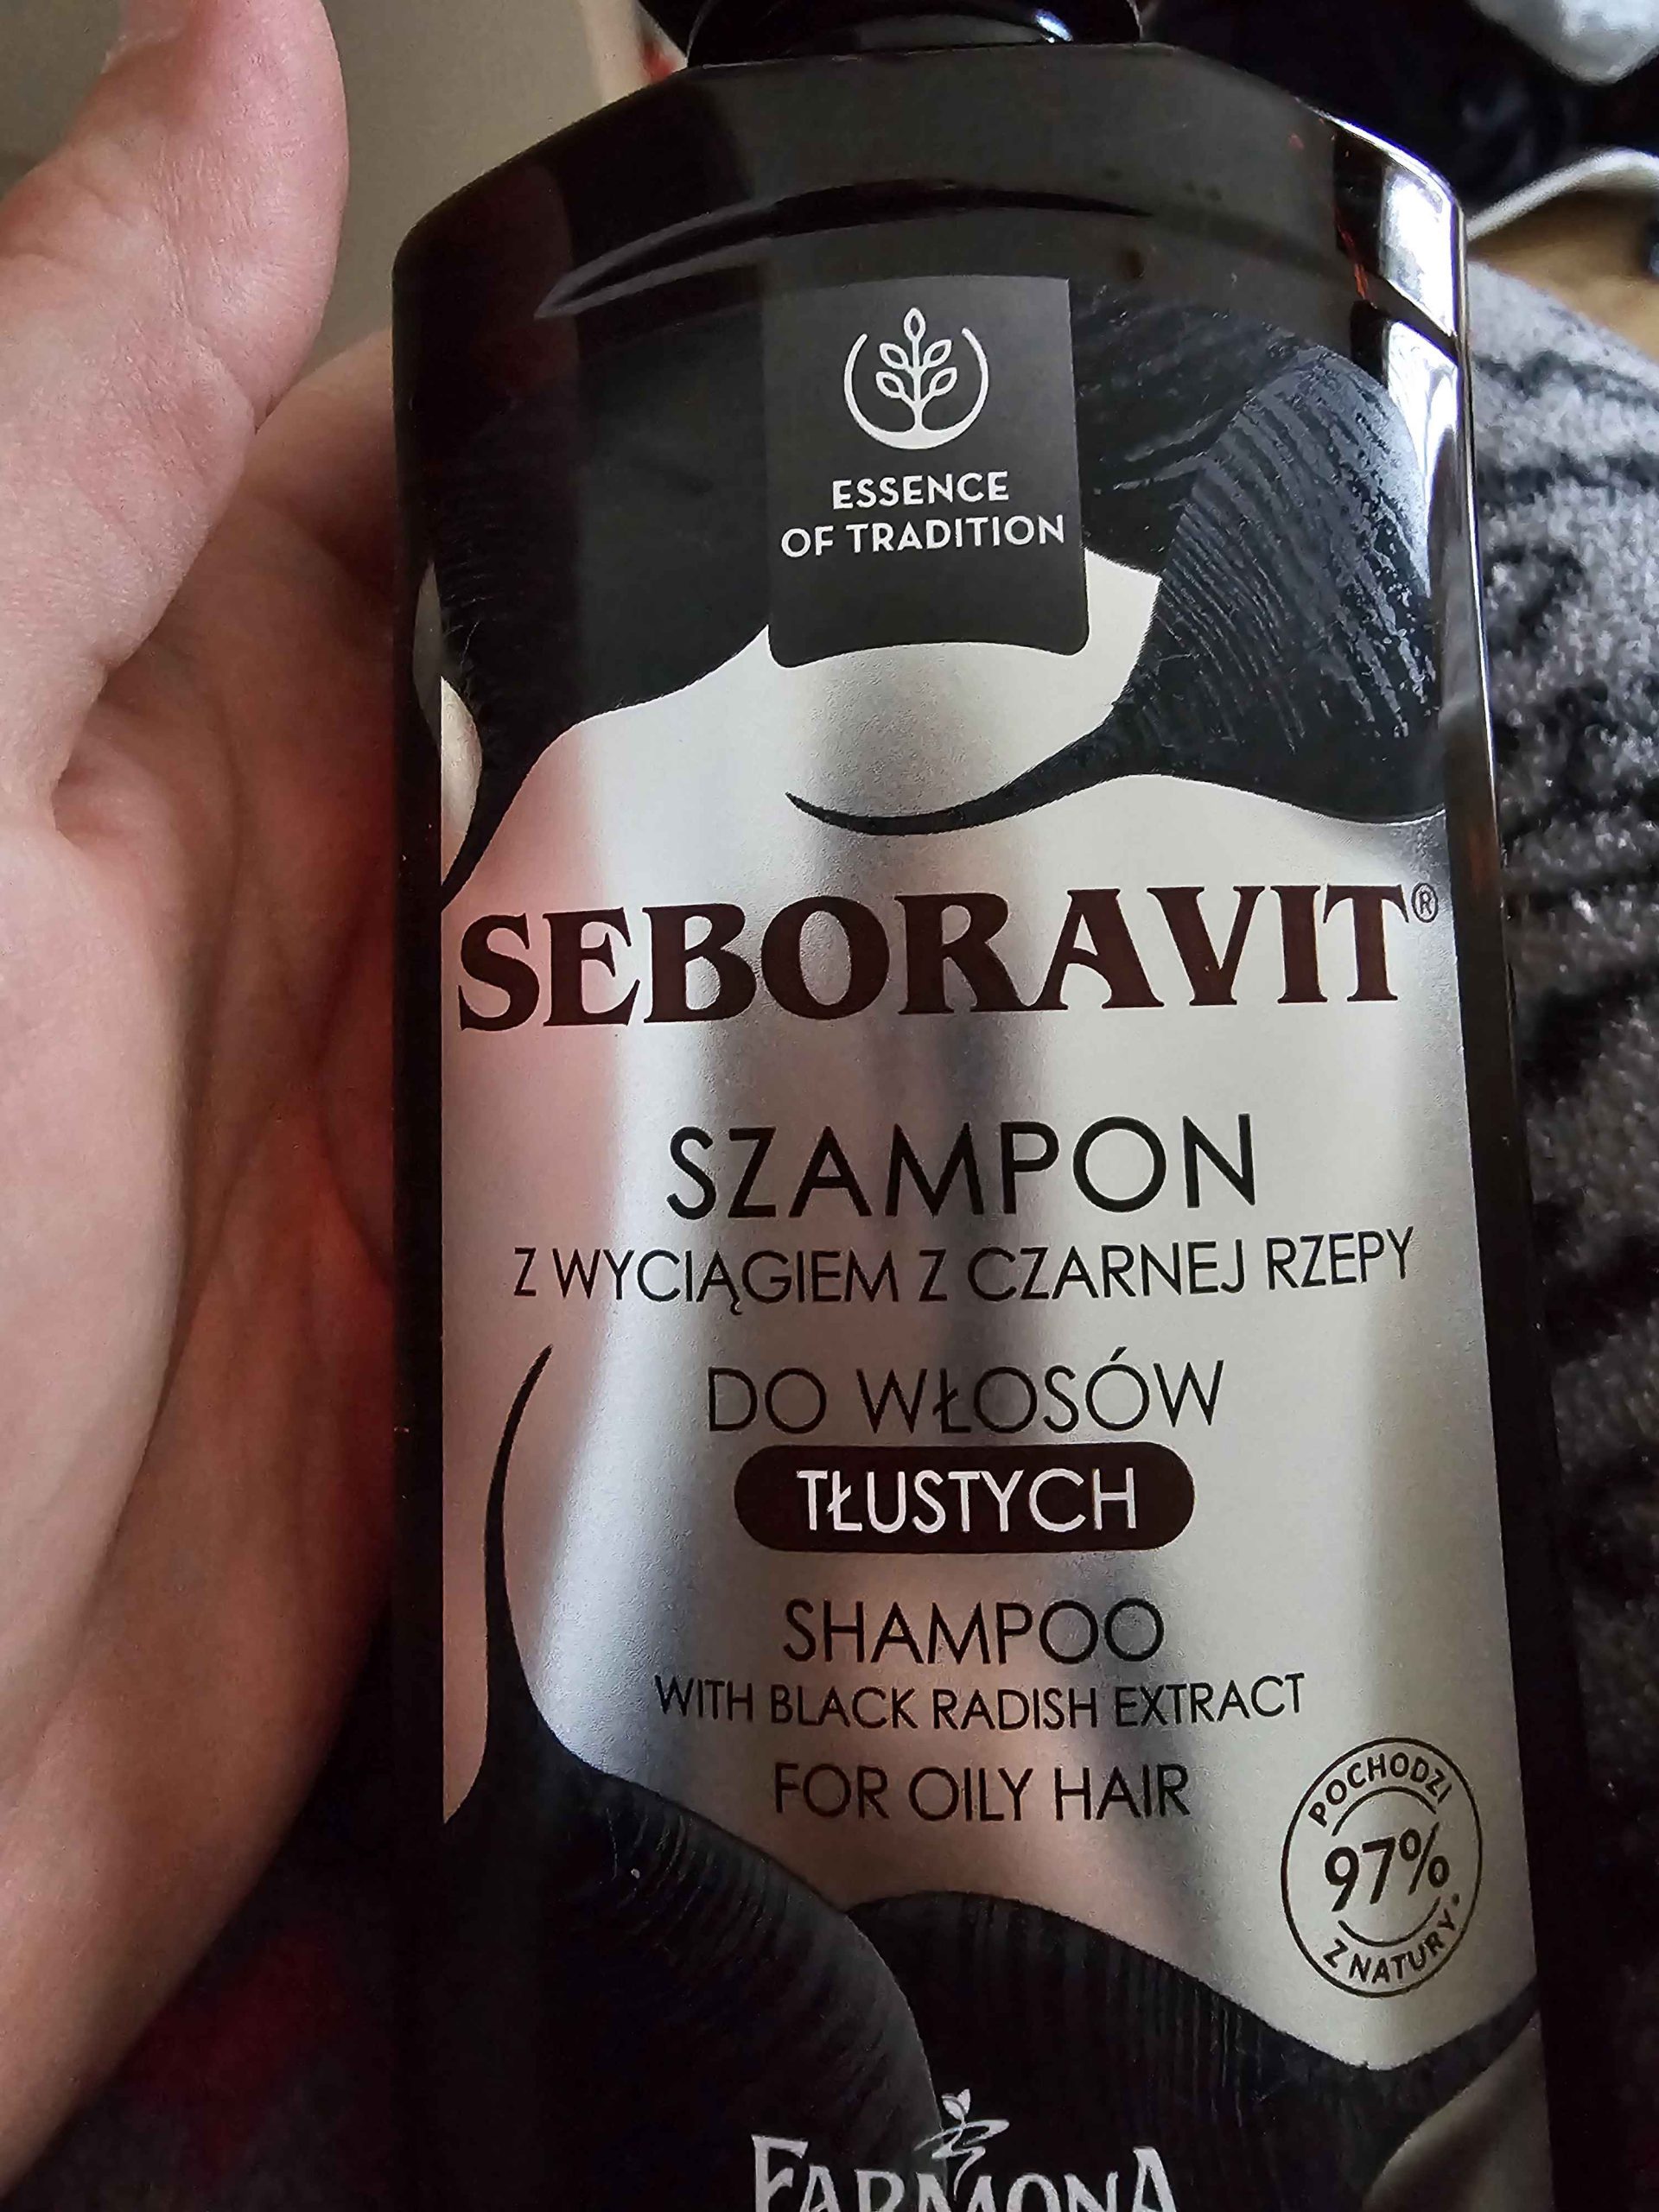 ESSENCE
OF TRADITION
SEBORAVIT®
SZAMPON
Z WYCIĄGIEM Z CZARNEJ RZEPY
DO WŁOSÓW
TŁUSTYCH
SHAMPOO
WITH BLACK RADISH EXTRACT
FOR OILY HAIR
POCHODZI
97%
Z NATURY
FARMONA